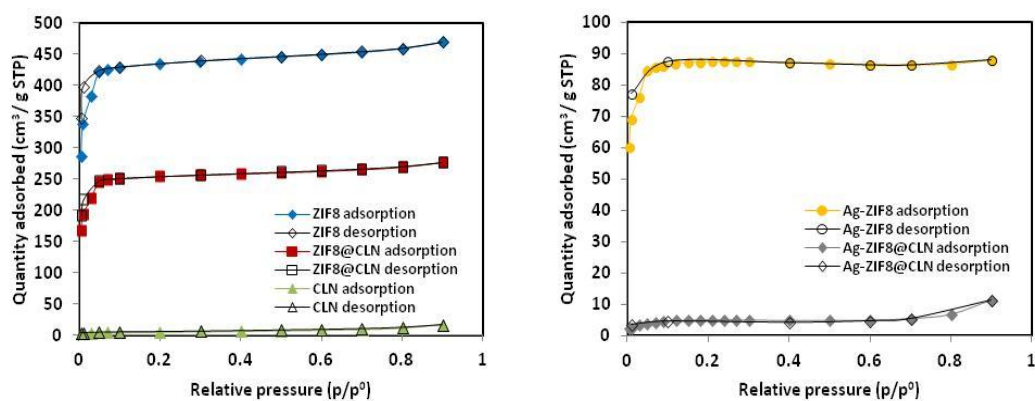 Quantity adsorbed (cm³/ g STP)
500
450
400
350
300
250
200
150
100
50
0
ZIF8 adsorption
ZIF8 desorption
ZIF8@CLN adsorption
ZIF8@CLN desorption
CLN adsorption
CLN desorption
0 0.2 0.4 0.6 0.8 1
Relative pressure (p/p⁰)
Quantity adsorbed (cm³/ g STP)
100
90
80
70
60
50
40
30
20
10
0
Ag-ZIF8 adsorption
Ag-ZIF8 desorption
Ag-ZIF8@CLN adsorption
Ag-ZIF8@CLN desorption
0 0.2 0.4 0.6 0.8 1
Relative pressure (p/p⁰)